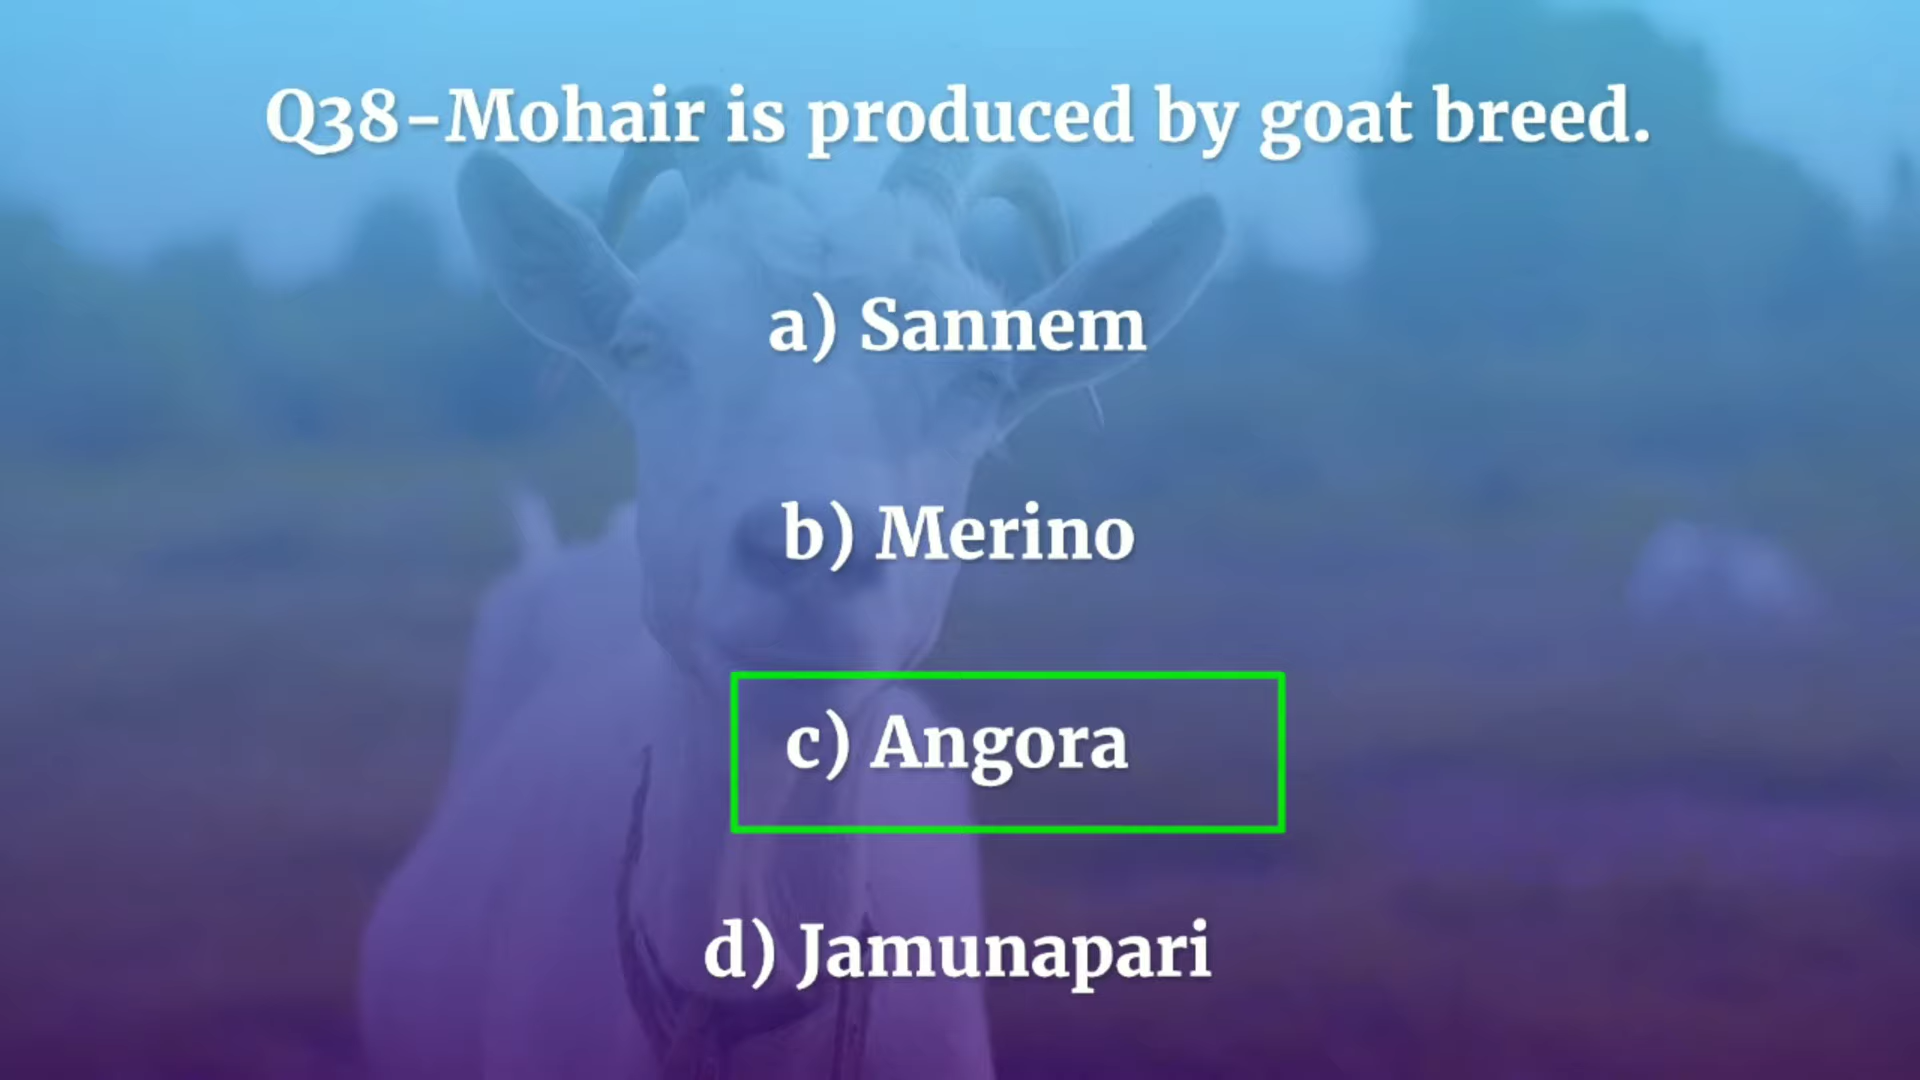 Q38-Mohair is produced by goat breed.
a) Sannem
b) Merino
c) Angora
d) Jamunapari